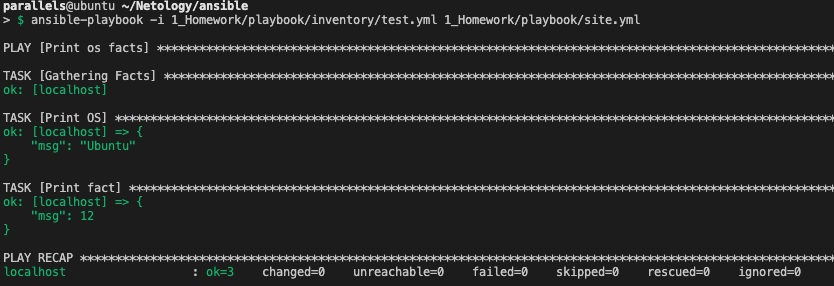 parallels@ubuntu ~/Netology/ansible
> $ ansible-playbook -i 1_Homework/playbook/inventory/test.yml 1_Homework/playbook/site.yml
PLAY [Print os facts] ****************************************************************************************************
TASK [Gathering Facts] ***************************************************************************************************
ok: [localhost]
TASK [Print OS] **********************************************************************************************************
ok: [localhost] => {
    "msg": "Ubuntu"
}
TASK [Print fact] ********************************************************************************************************
ok: [localhost] => {
    "msg": 12
}
PLAY RECAP ***************************************************************************************************************
localhost                  : ok=3    changed=0    unreachable=0    failed=0    skipped=0    rescued=0    ignored=0